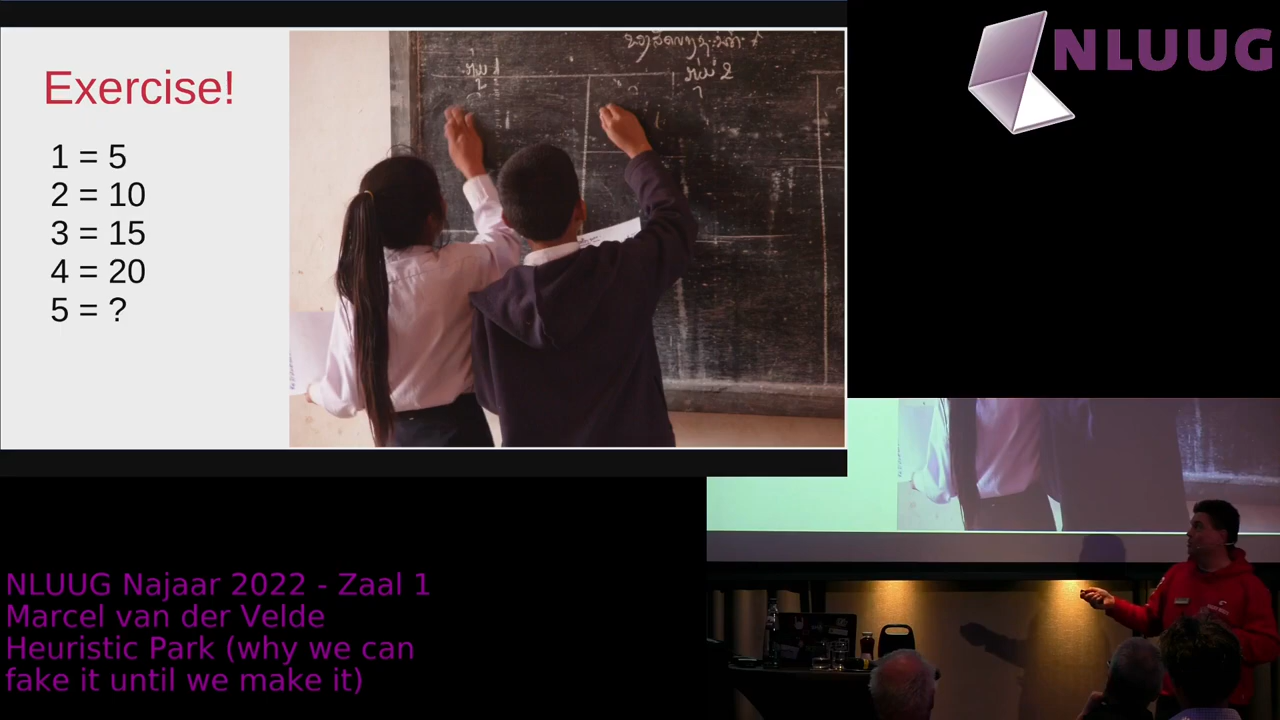 Exercise!
1 = 5
2 = 10
3 = 15
4 = 20
5 = ?
NLUUG
NLUUG Najaar 2022 - Zaal 1
Marcel van der Velde
Heuristic Park (why we can
fake it until we make it)